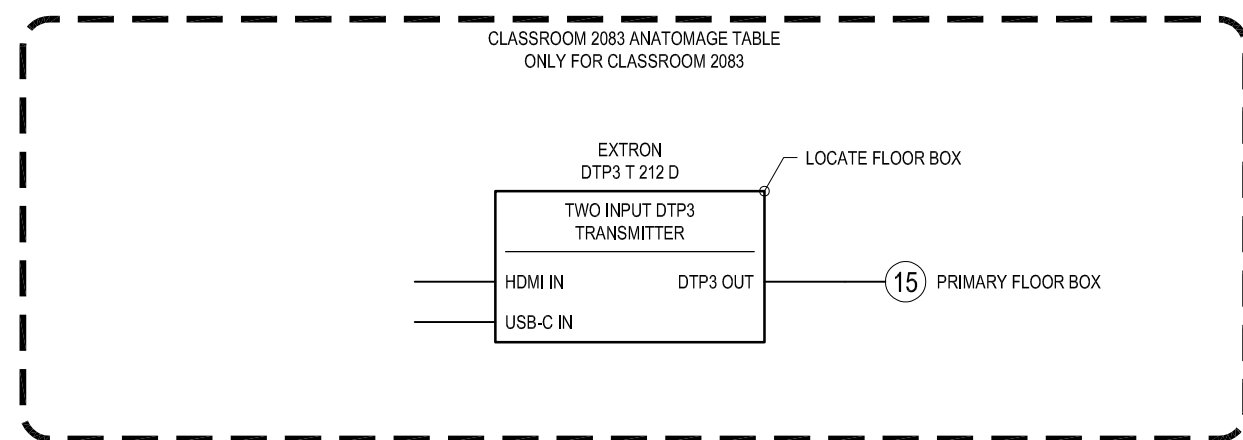 CLASSROOM 2083 ANATOMAGE TABLE
ONLY FOR CLASSROOM 2083
EXTRON
DTP3 T 212 D
LOCATE FLOOR BOX
TWO INPUT DTP3
TRANSMITTER
HDMI IN DTP3 OUT 15 PRIMARY FLOOR BOX
USB-C IN